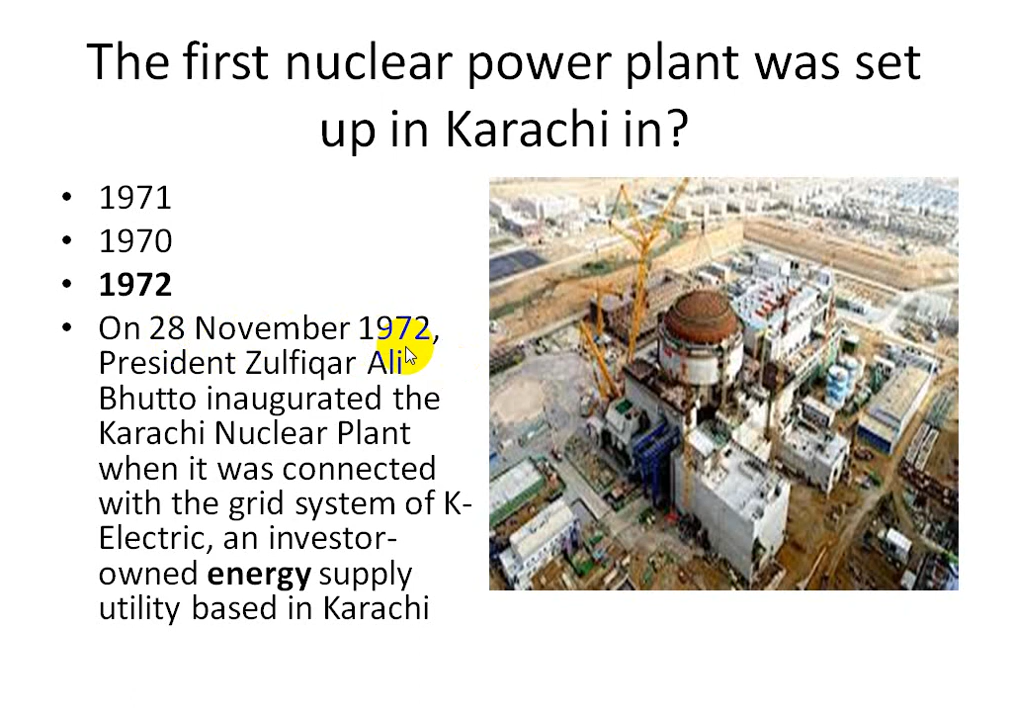 The first nuclear power plant was set
up in Karachi in?
• 1971
• 1970
• 1972
• On 28 November 1972,
President Zulfiqar Ali
Bhutto inaugurated the
Karachi Nuclear Plant
when it was connected
with the grid system of K-
Electric, an investor-
owned energy supply
utility based in Karachi